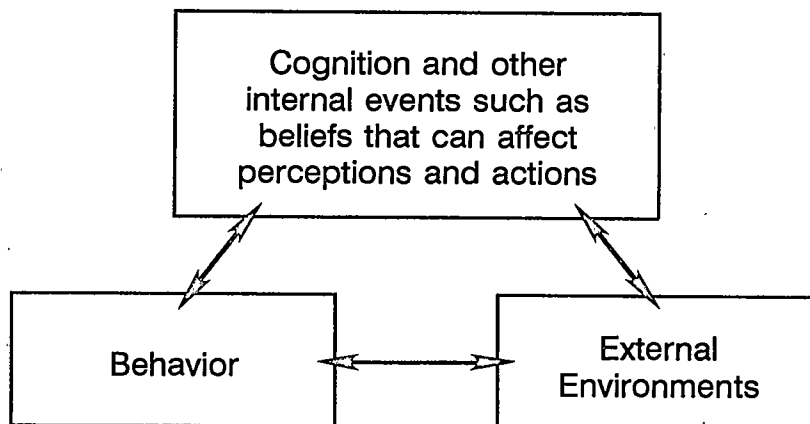 Cognition and other
internal events such as
beliefs that can affect
perceptions and actions
Behavior
External
Environments